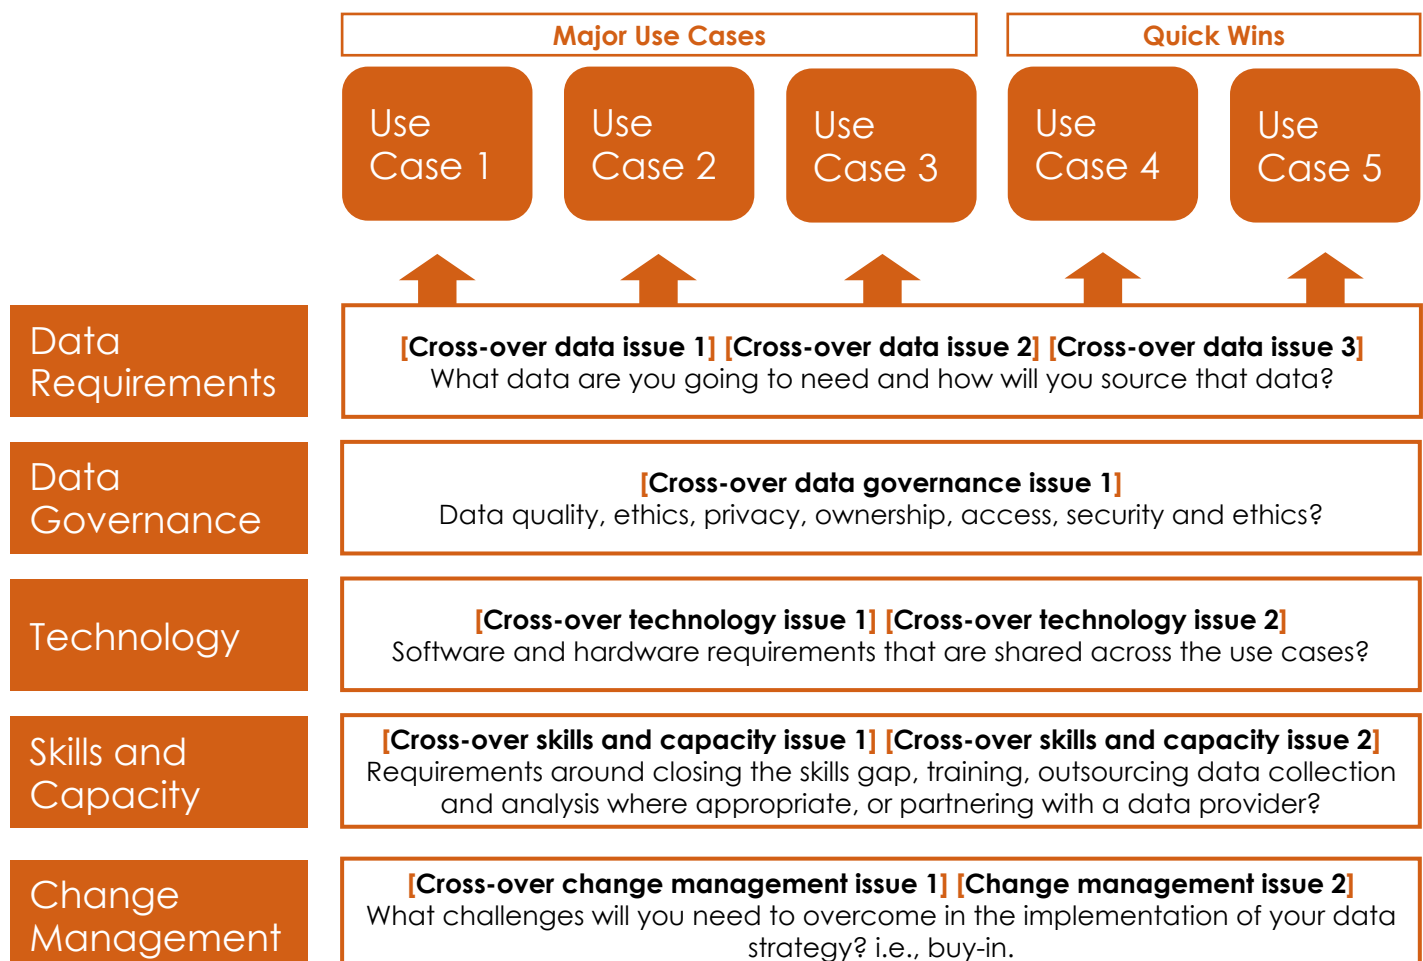 Major Use Cases
Quick Wins
Use
Case 1
Use
Case 2
Use
Case 3
Use
Case 4
Use
Case 5
Data
Requirements
[Cross-over data issue 1] [Cross-over data issue 2] [Cross-over data issue 3]
What data are you going to need and how will you source that data?
Data
Governance
[Cross-over data governance issue 1]
Data quality, ethics, privacy, ownership, access, security and ethics?
Technology
[Cross-over technology issue 1] [Cross-over technology issue 2]
Software and hardware requirements that are shared across the use cases?
Skills and
Capacity
[Cross-over skills and capacity issue 1] [Cross-over skills and capacity issue 2]
Requirements around closing the skills gap, training, outsourcing data collection
and analysis where appropriate, or partnering with a data provider?
Change
Management
[Cross-over change management issue 1] [Change management issue 2]
What challenges will you need to overcome in the implementation of your data
strategy? i.e., buy-in.